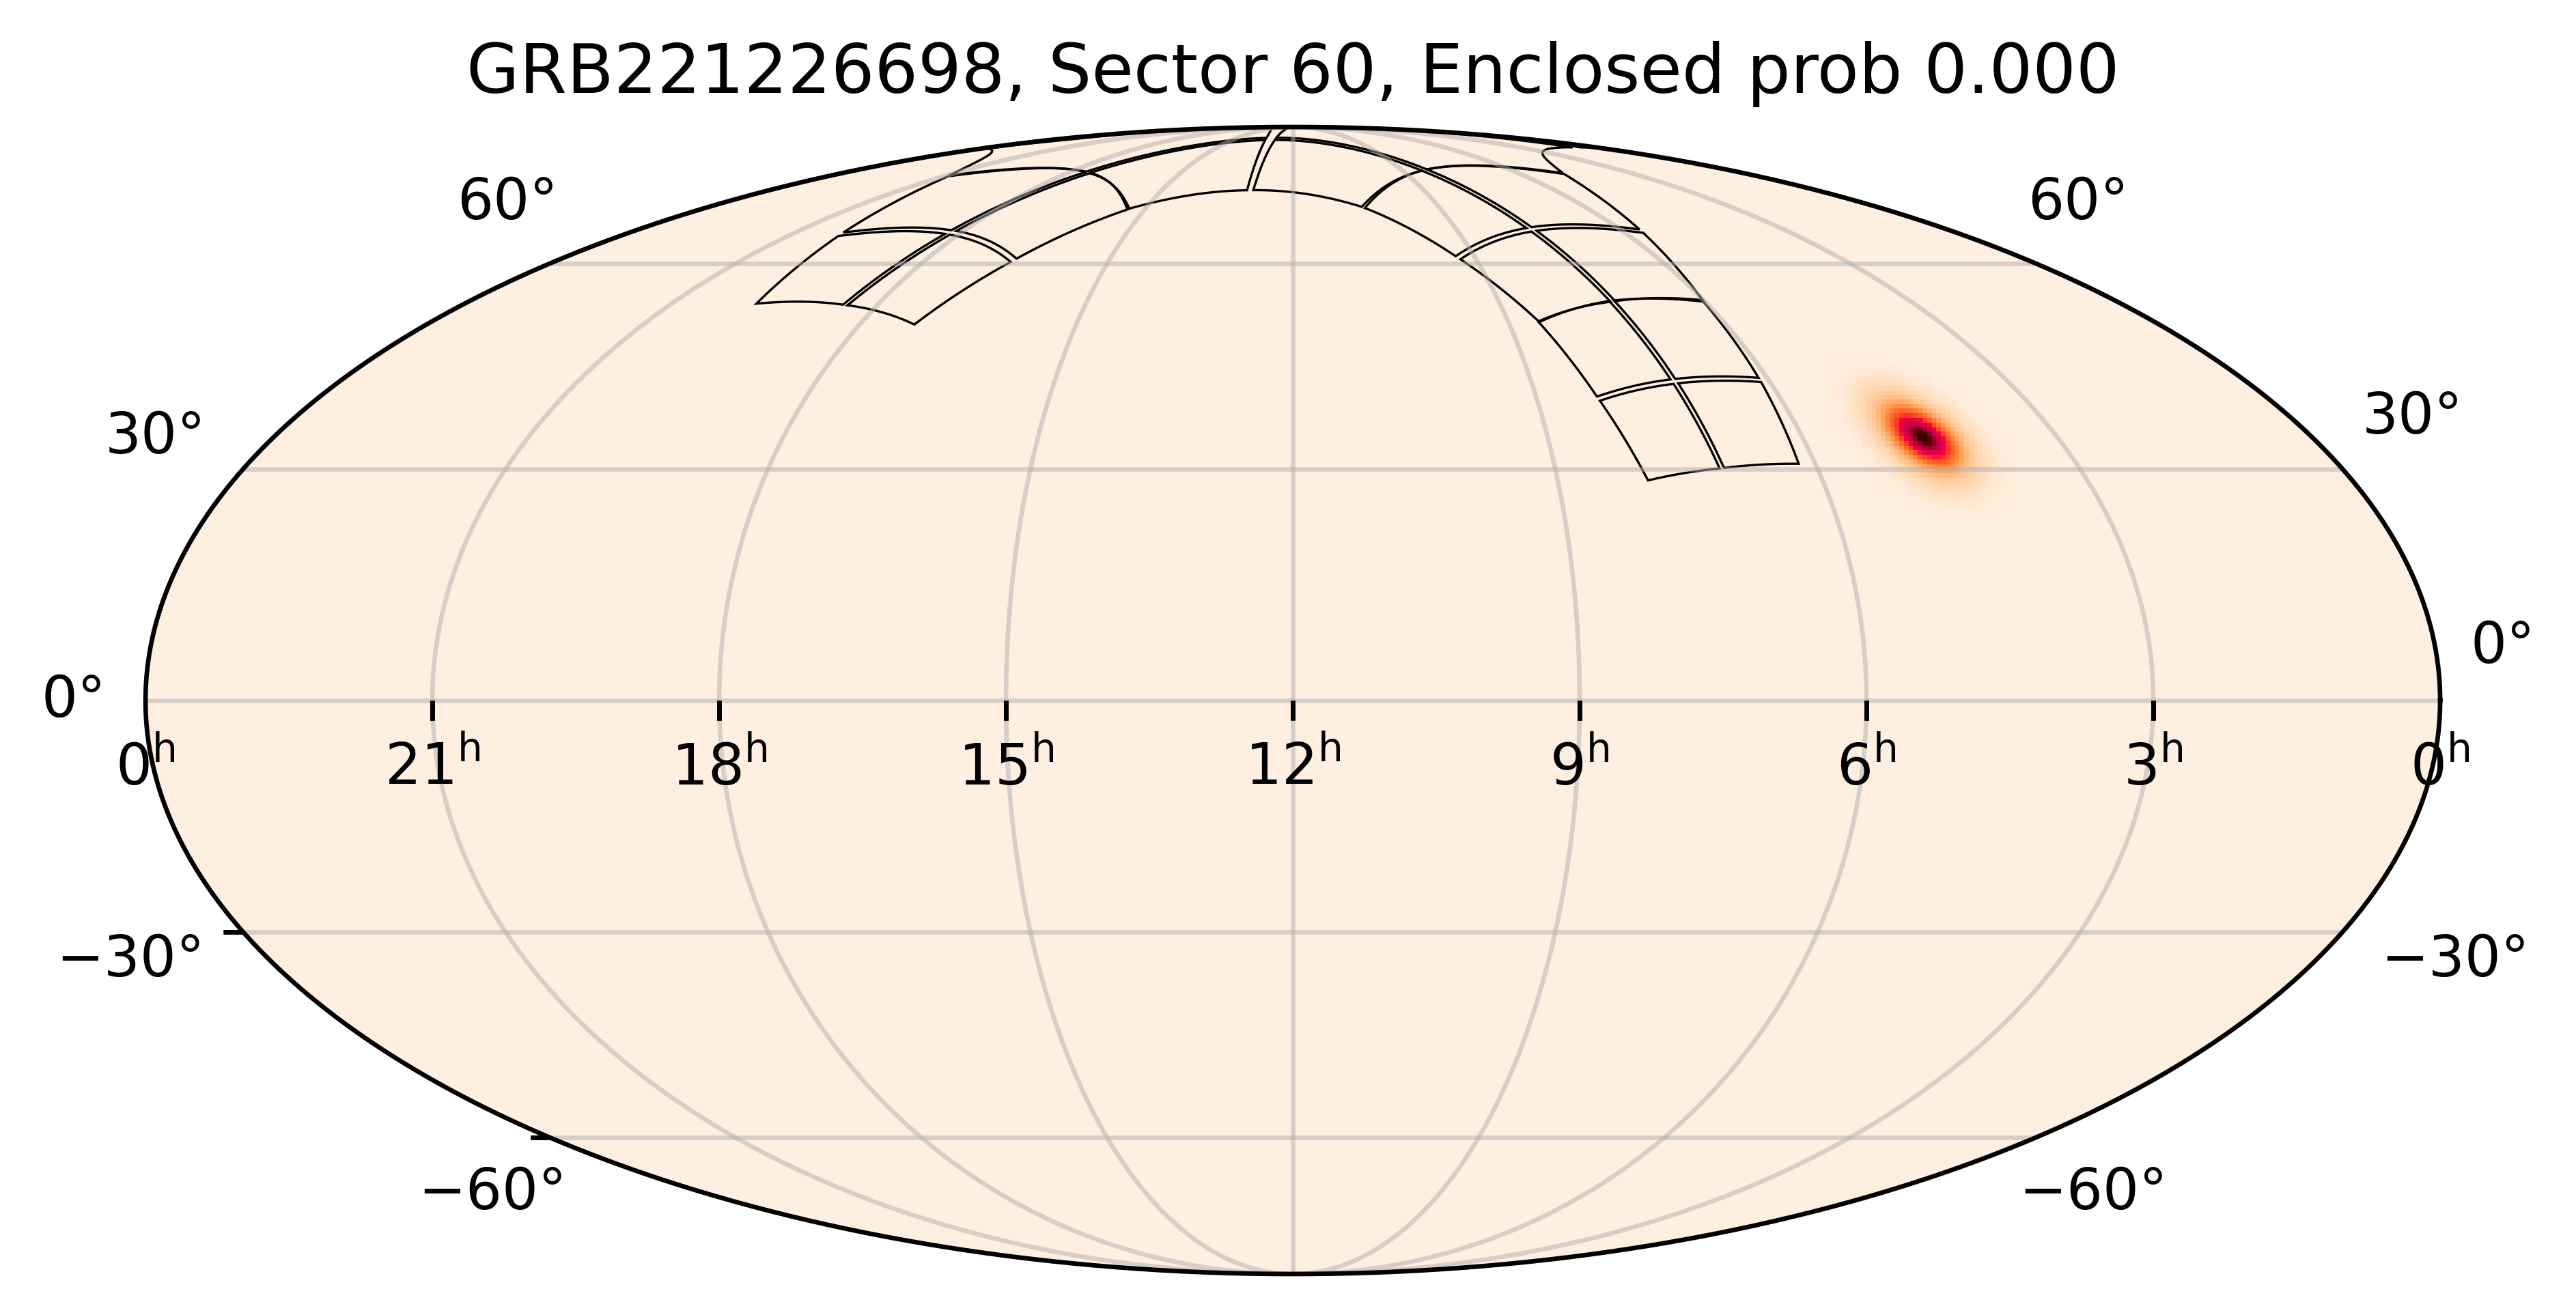 GRB221226698, Sector 60, Enclosed prob 0.000
60° 60°
30° 30°
0° 0°
0ʰ 21ʰ 18ʰ 15ʰ 12ʰ 9ʰ 6ʰ 3ʰ 0ʰ
−30° −30°
−60° −60°